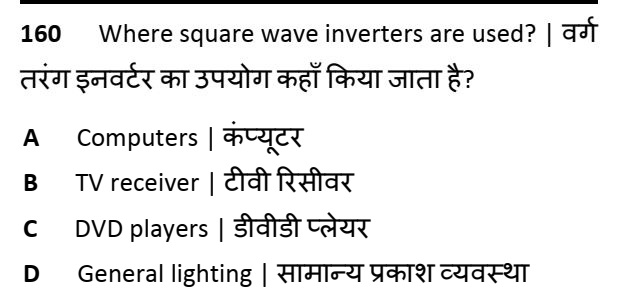 160 Where square wave inverters are used? | वर्ग
तरंग इनवर्टर का उपयोग कहाँ किया जाता है?
A Computers | कंप्यूटर
B TV receiver | टीवी रिसीवर
C DVD players | डीवीडी प्लेयर
D General lighting | सामान्य प्रकाश व्यवस्था